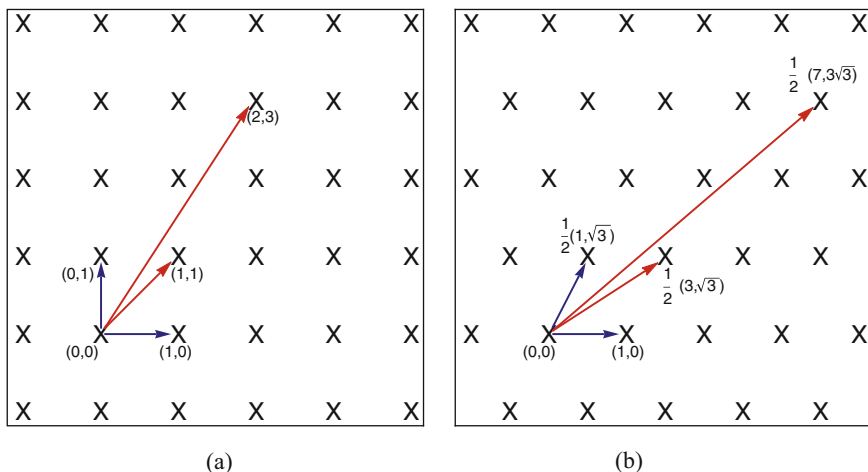 X X X X X X
X X X X X X
X X X X X X
X X X X X X
X X X X X X
X X X X X X
(2,3)
(0,1)
(1,1)
(0,0)
(1,0)
(a)
X X X X X X
X X X X X
X X X X X X
X X X X X
X X X X X X
X X X X X
1/2 (7,3√3)
1/2 (1,√3)
1/2 (3,√3)
(0,0)
(1,0)
(b)